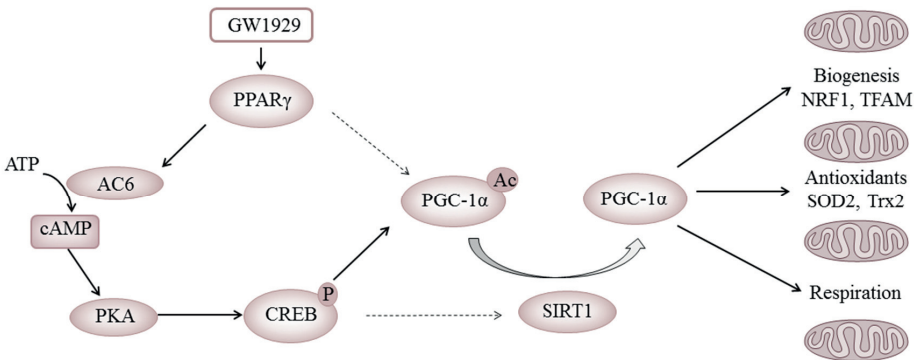 GW1929
PPARγ
ATP
AC6
cAMP
PKA
CREB
P
PGC-1α
Ac
SIRT1
PGC-1α
Biogenesis
NRF1, TFAM
Antioxidants
SOD2, Trx2
Respiration